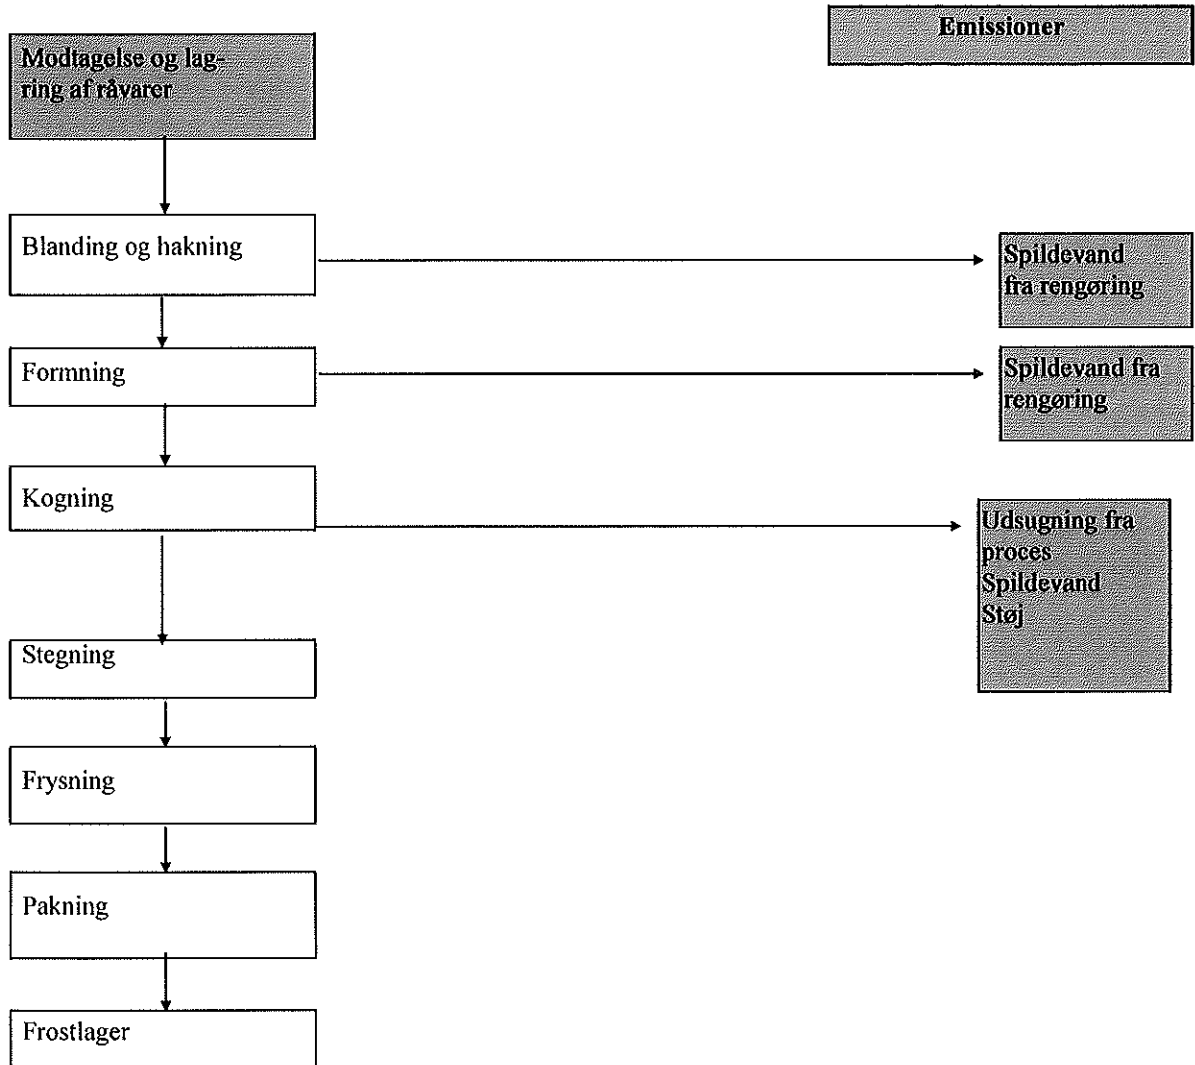 Emissioner
Modtagelse og lag-
ring af råvarer
Blanding og hakning
Spildevand
fra rengøring
Formning
Spildevand fra
rengøring
Kogning
Udsugning fra
proces
Spildevand
Støj
Stegning
Frysning
Pakning
Frostlager